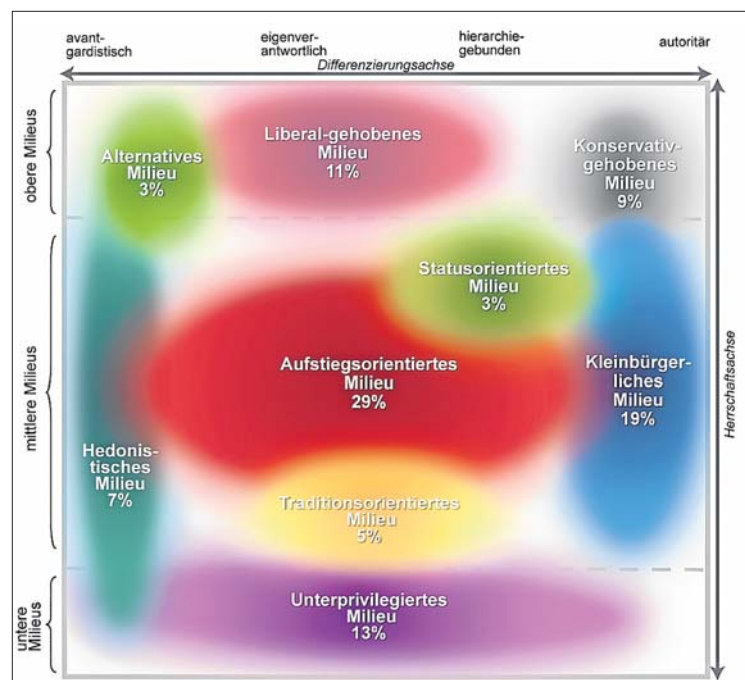 avant-
gardistisch
eigenver-
antwortlich
hierarchie-
gebunden
autoritär
Differenzierungsachse
obere Milieus
Alternatives
Milieu
3%
Liberal-gehobenes
Milieu
11%
Konservativ-
gehobenes
Milieu
9%
mittlere Milieus
Statusorientiertes
Milieu
3%
Aufstiegsorientiertes
Milieu
29%
Kleinbürger-
liches
Milieu
19%
Herrschaftsachse
Hedonis-
tisches
Milieu
7%
Traditionsorientiertes
Milieu
5%
untere
Milieus
Unterprivilegiertes
Milieu
13%